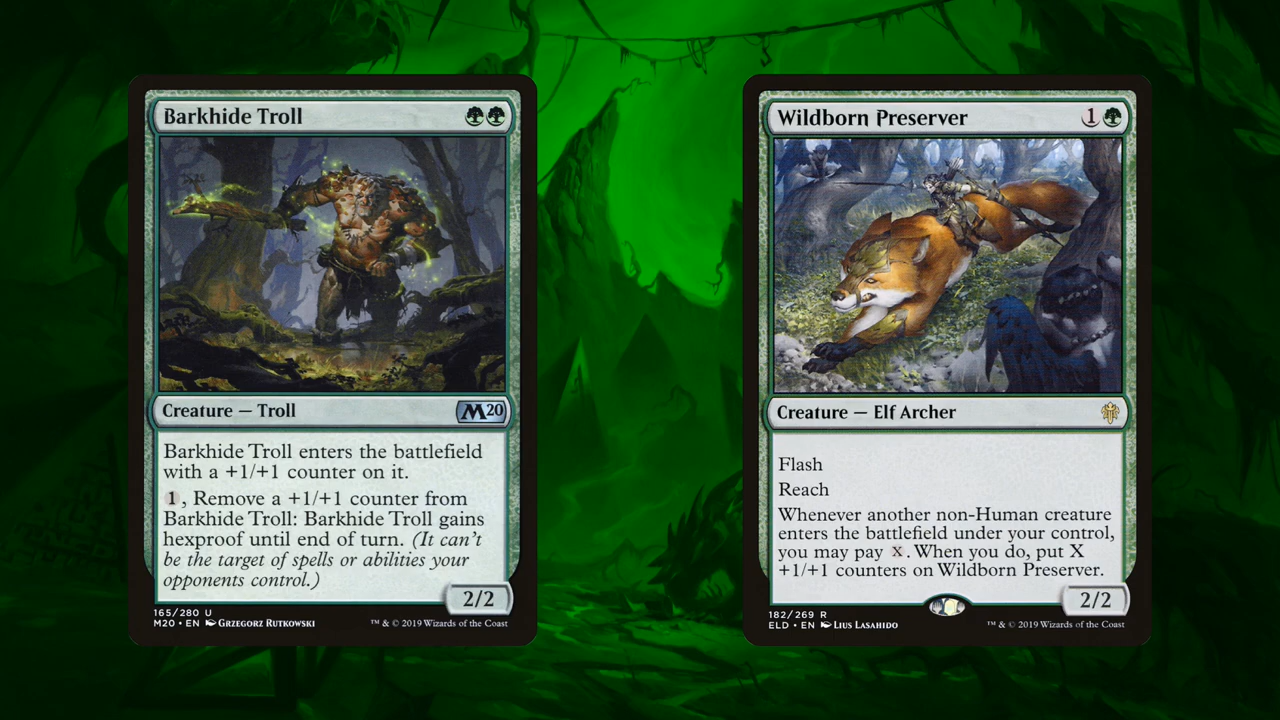 Barkhide Troll
Creature — Troll
M20
Barkhide Troll enters the battlefield
with a +1/+1 counter on it.
1, Remove a +1/+1 counter from
Barkhide Troll: Barkhide Troll gains
hexproof until end of turn. (It can't
be the target of spells or abilities your
opponents control.)
2/2
165/280 U
M20 • EN Grzegorz Rutkowski
™ & © 2019 Wizards of the Coast
Wildborn Preserver
1
Creature — Elf Archer
Flash
Reach
Whenever another non-Human creature
enters the battlefield under your control,
you may pay X. When you do, put X
+1/+1 counters on Wildborn Preserver.
2/2
182/269 R
ELD • EN Lius Lasahido
™ & © 2019 Wizards of the Coast